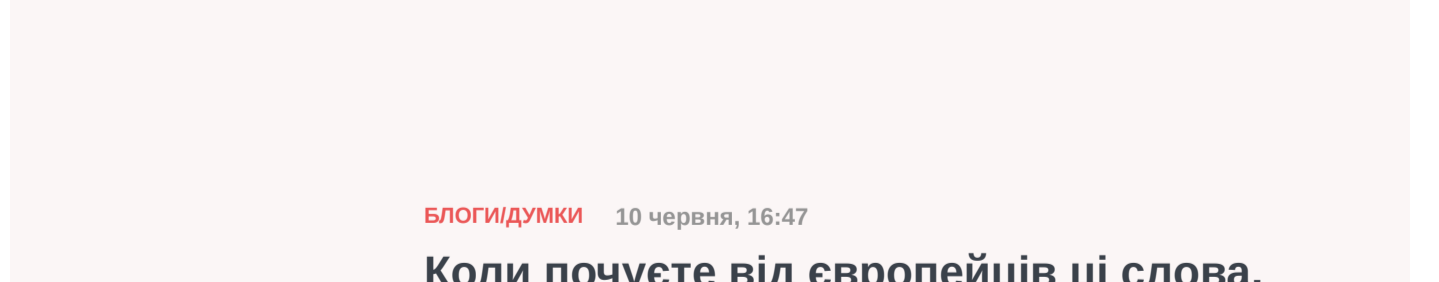 БЛОГИ/ДУМКИ 10 червня, 16:47
Коли почуєте від європейців ці слова,